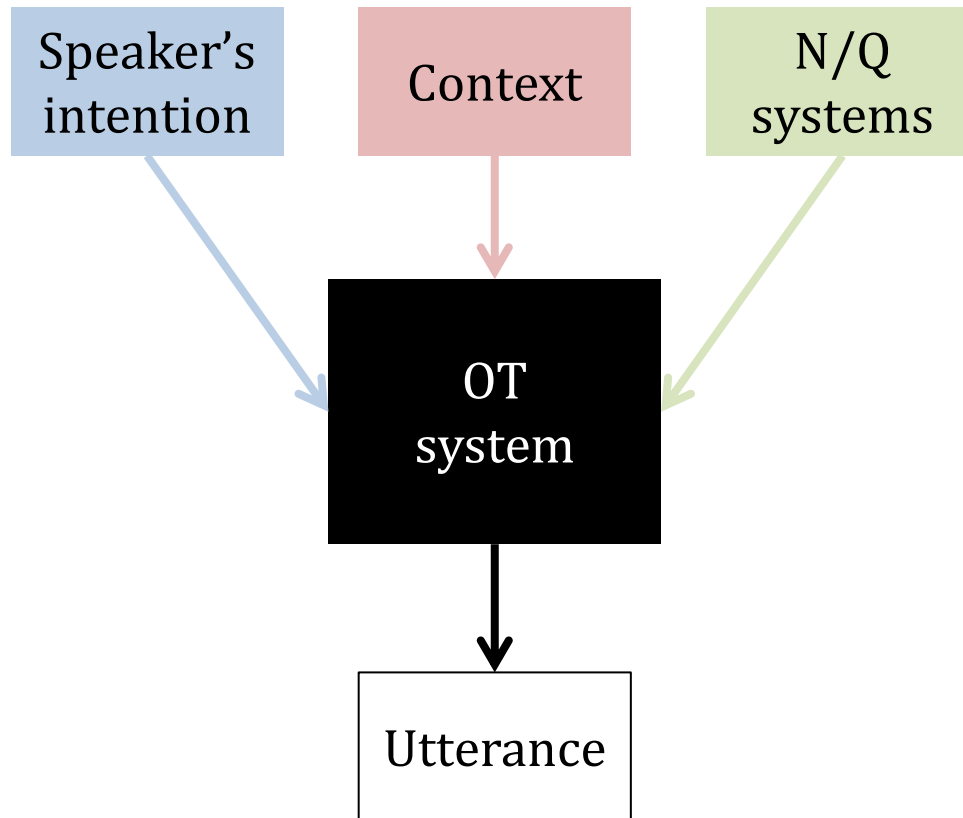 Speaker's
intention
Context
N/Q
systems
OT
system
Utterance